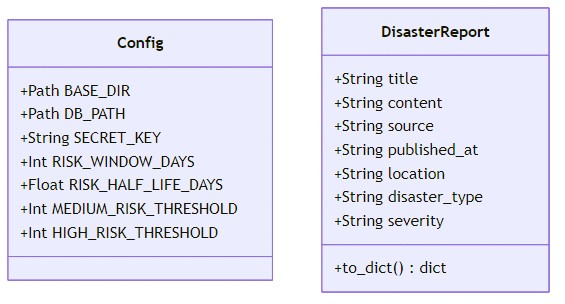 Config
+Path BASE_DIR
+Path DB_PATH
+String SECRET_KEY
+Int RISK_WINDOW_DAYS
+Float RISK_HALF_LIFE_DAYS
+Int MEDIUM_RISK_THRESHOLD
+Int HIGH_RISK_THRESHOLD
DisasterReport
+String title
+String content
+String source
+String published_at
+String location
+String disaster_type
+String severity
+to_dict() : dict